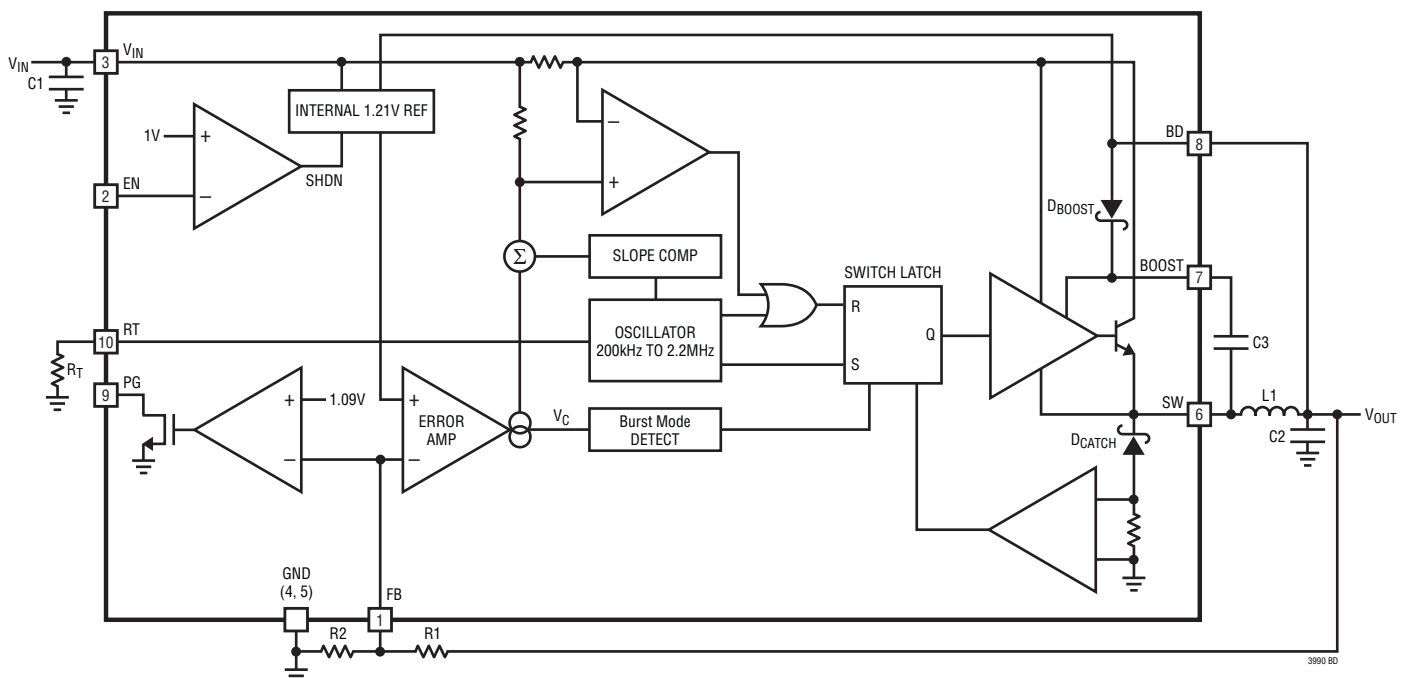 VIN
C1
3
VIN
INTERNAL 1.21V REF
1V
+
–
SHDN
2
EN
–
+
Σ
SLOPE COMP
OSCILLATOR
200kHz TO 2.2MHz
SWITCH LATCH
R
S
Q
BD
8
DBOOST
BOOST
7
C3
10
RT
RT
9
PG
+
1.09V
–
+
–
ERROR
AMP
VC
Burst Mode
DETECT
SW
6
L1
C2
VOUT
DCATCH
GND
(4, 5)
FB
1
R2
R1
3990 BD